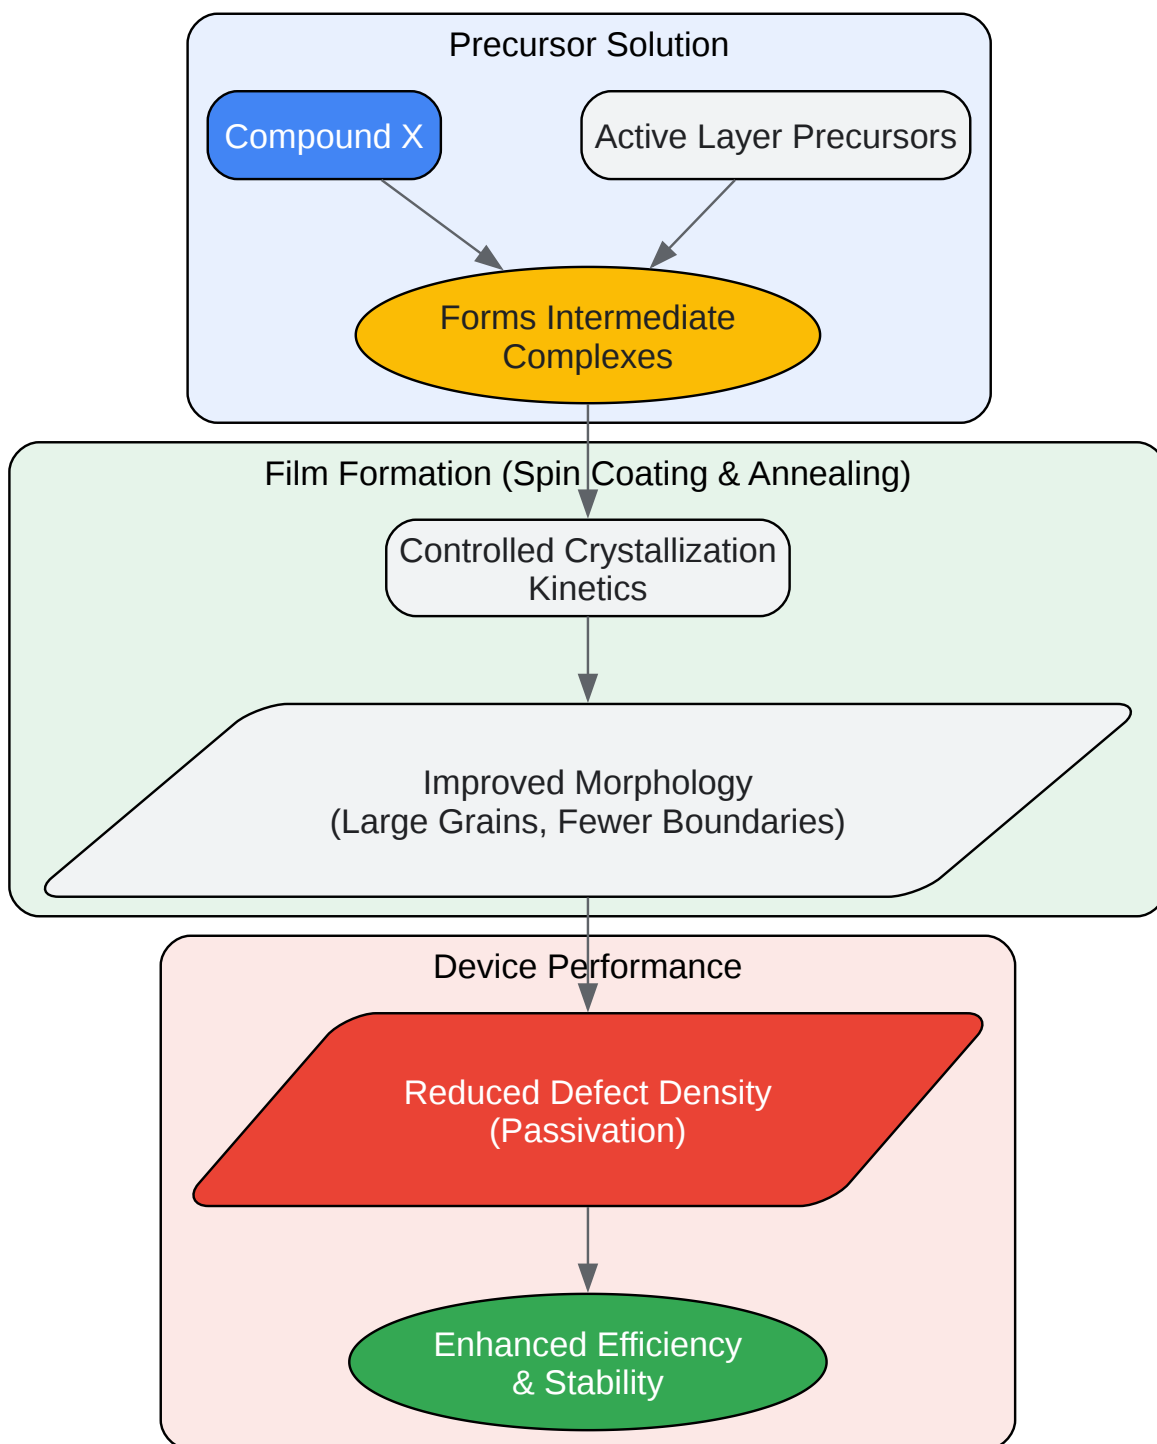 Precursor Solution
Compound X
Active Layer Precursors
Forms Intermediate
Complexes
Film Formation (Spin Coating & Annealing)
Controlled Crystallization
Kinetics
Improved Morphology
(Large Grains, Fewer Boundaries)
Device Performance
Reduced Defect Density
(Passivation)
Enhanced Efficiency
& Stability